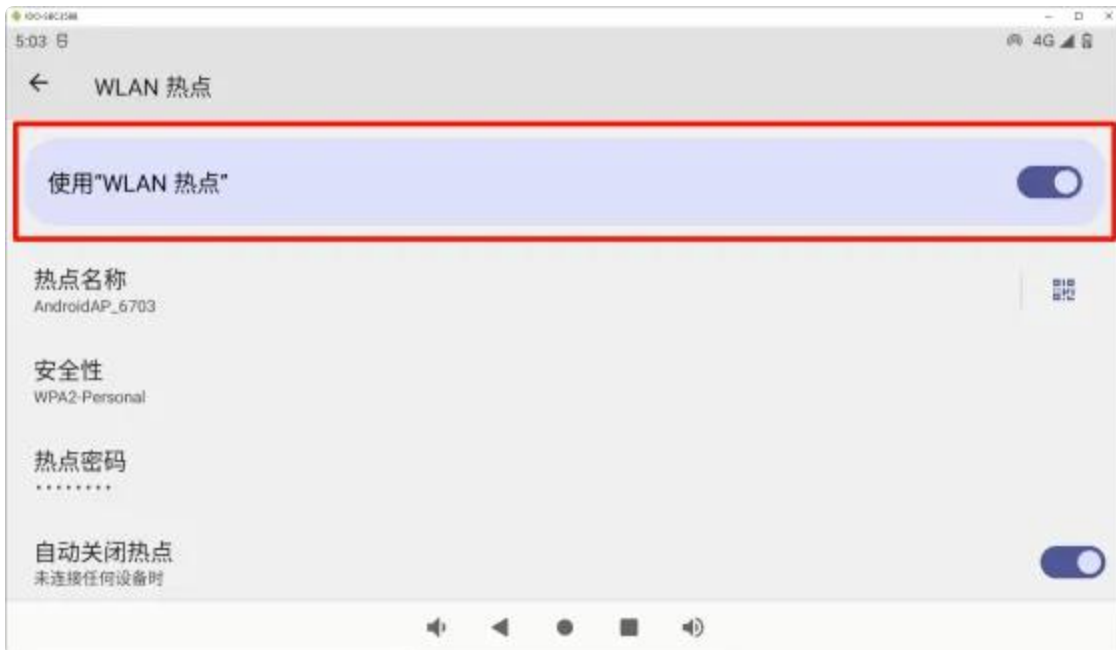 IDO-SBC3588
5:03
4G
WLAN 热点
使用"WLAN 热点"
热点名称
AndroidAP_6703
安全性
WPA2-Personal
热点密码
••••••••
自动关闭热点
未连接任何设备时